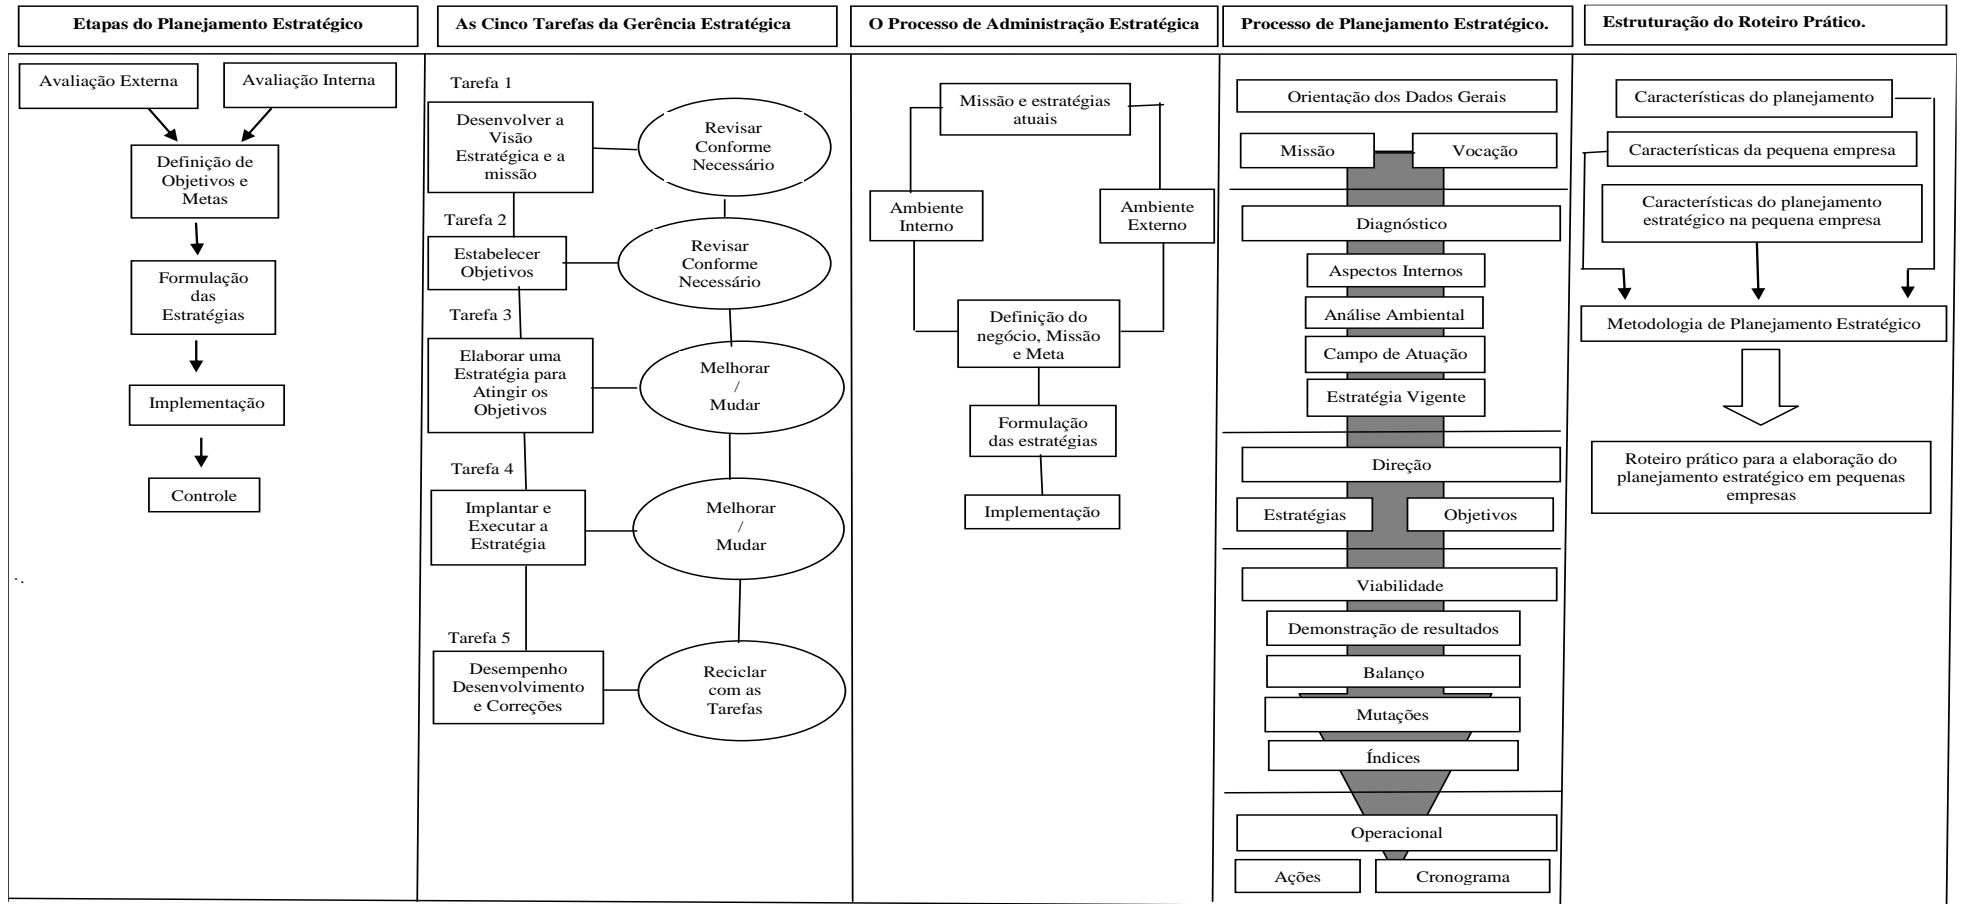 Etapas do Planejamento Estratégico
Avaliação Externa
Avaliação Interna
Definição de
Objetivos e
Metas
Formulação
das
Estratégias
Implementação
Controle
As Cinco Tarefas da Gerência Estratégica
Tarefa 1
Desenvolver a
Visão
Estratégica e a
missão
Revisar
Conforme
Necessário
Tarefa 2
Estabelecer
Objetivos
Revisar
Conforme
Necessário
Tarefa 3
Elaborar uma
Estratégia para
Atingir os
Objetivos
Melhorar
/
Mudar
Tarefa 4
Implantar e
Executar a
Estratégia
Melhorar
/
Mudar
Tarefa 5
Desempenho
Desenvolvimento
e Correções
Reciclar
com as
Tarefas
O Processo de Administração Estratégica
Missão e estratégias
atuais
Ambiente
Interno
Ambiente
Externo
Definição do
negócio, Missão
e Meta
Formulação
das estratégias
Implementação
Processo de Planejamento Estratégico.
Orientação dos Dados Gerais
Missão
Vocação
Diagnóstico
Aspectos Internos
Análise Ambiental
Campo de Atuação
Estratégia Vigente
Direção
Estratégias
Objetivos
Viabilidade
Demonstração de resultados
Balanço
Mutações
Índices
Operacional
Ações
Cronograma
Estruturação do Roteiro Prático.
Características do planejamento
Características da pequena empresa
Características do planejamento
estratégico na pequena empresa
Metodologia de Planejamento Estratégico
Roteiro prático para a elaboração do
planejamento estratégico em pequenas
empresas